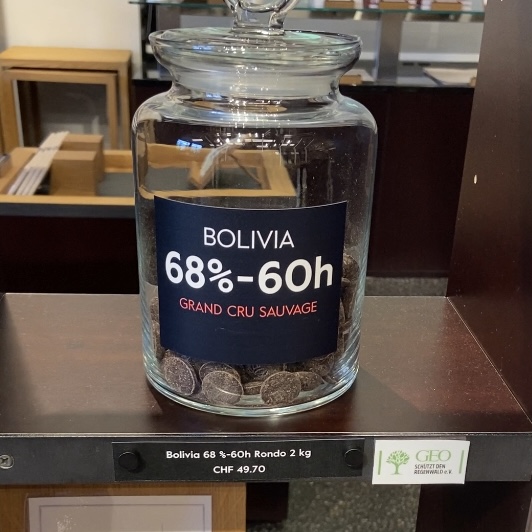 BOLIVIA
68%-60h
GRAND CRU SAUVAGE
Bolivia 68 %-60h Rondo 2 kg
CHF 49.70
GEO
SCHÜTZT DEN
REGENWALD e.V.